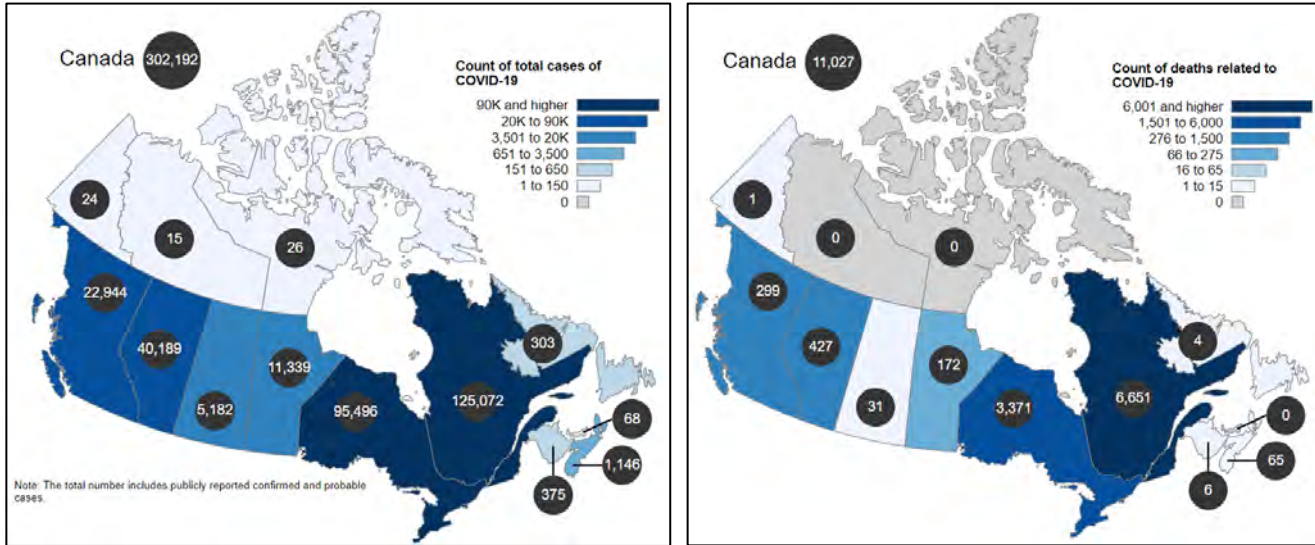 Canada 302,192
Count of total cases of
COVID-19
90K and higher
20K to 90K
3,501 to 20K
651 to 3,500
151 to 650
1 to 150
0
24
15
26
22,944
40,189
5,182
11,339
95,496
125,072
303
68
1,146
375
Note: The total number includes publicly reported confirmed and probable
cases.
Canada 11,027
Count of deaths related to
COVID-19
6,001 and higher
1,501 to 6,000
276 to 1,500
66 to 275
16 to 65
1 to 15
0
1
0
0
299
427
31
172
3,371
6,651
4
0
65
6